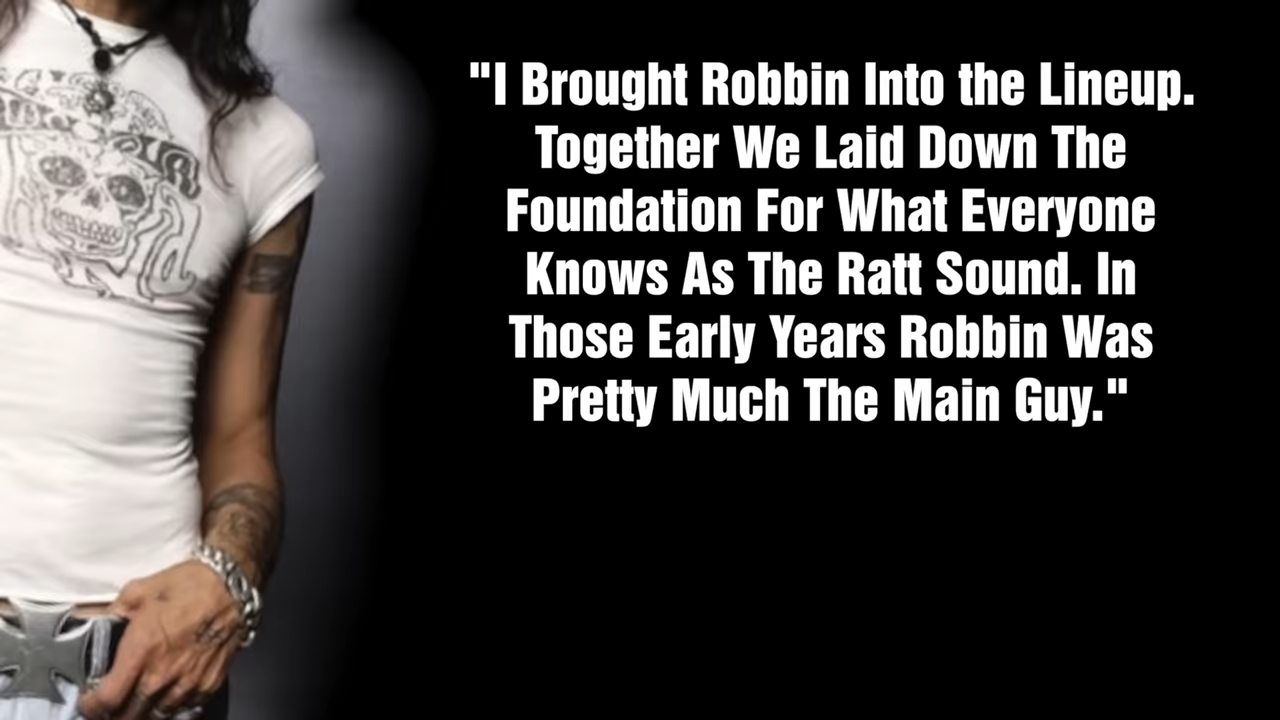 "I Brought Robbin Into the Lineup.
Together We Laid Down The
Foundation For What Everyone
Knows As The Ratt Sound. In
Those Early Years Robbin Was
Pretty Much The Main Guy."